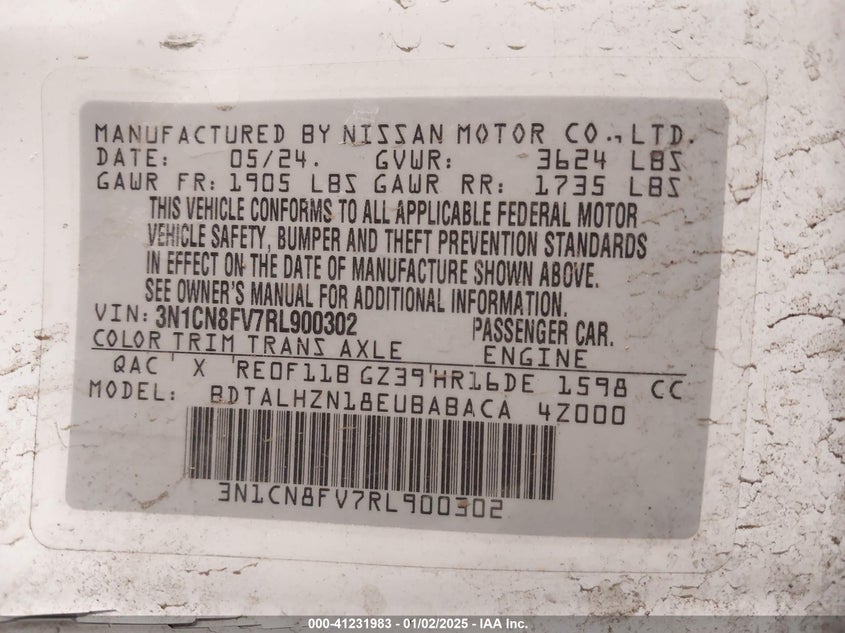 MANUFACTURED BY NISSAN MOTOR CO., LTD.
DATE: 05/24. GVWR: 3624 LBS
GAWR FR: 1905 LBS GAWR RR: 1735 LBS
THIS VEHICLE CONFORMS TO ALL APPLICABLE FEDERAL MOTOR
VEHICLE SAFETY, BUMPER AND THEFT PREVENTION STANDARDS
IN EFFECT ON THE DATE OF MANUFACTURE SHOWN ABOVE.
SEE OWNER'S MANUAL FOR ADDITIONAL INFORMATION.
VIN: 3N1CN8FV7RL900302 PASSENGER CAR.
COLOR TRIM TRANS AXLE ENGINE
QAC X RE0F11B GZ39 HR16DE 1598 CC
MODEL: BDTALHZN18EUBABACA 4Z000
3N1CN8FV7RL900302
000-41231983 - 01/02/2025 - IAA Inc.